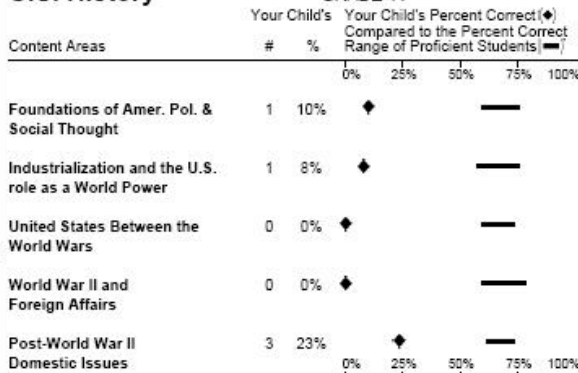 U.S. History
Your Child's Your Child's Percent Correct(◆)
Compared to the Percent Correct
Content Areas # % Range of Proficient Students(▬)
0% 25% 50% 75% 100%
Foundations of Amer. Pol. & 1 10%
Social Thought
Industrialization and the U.S. 1 8%
role as a World Power
United States Between the 0 0%
World Wars
World War II and 0 0%
Foreign Affairs
Post-World War II 3 23%
Domestic Issues 0% 25% 50% 75% 100%